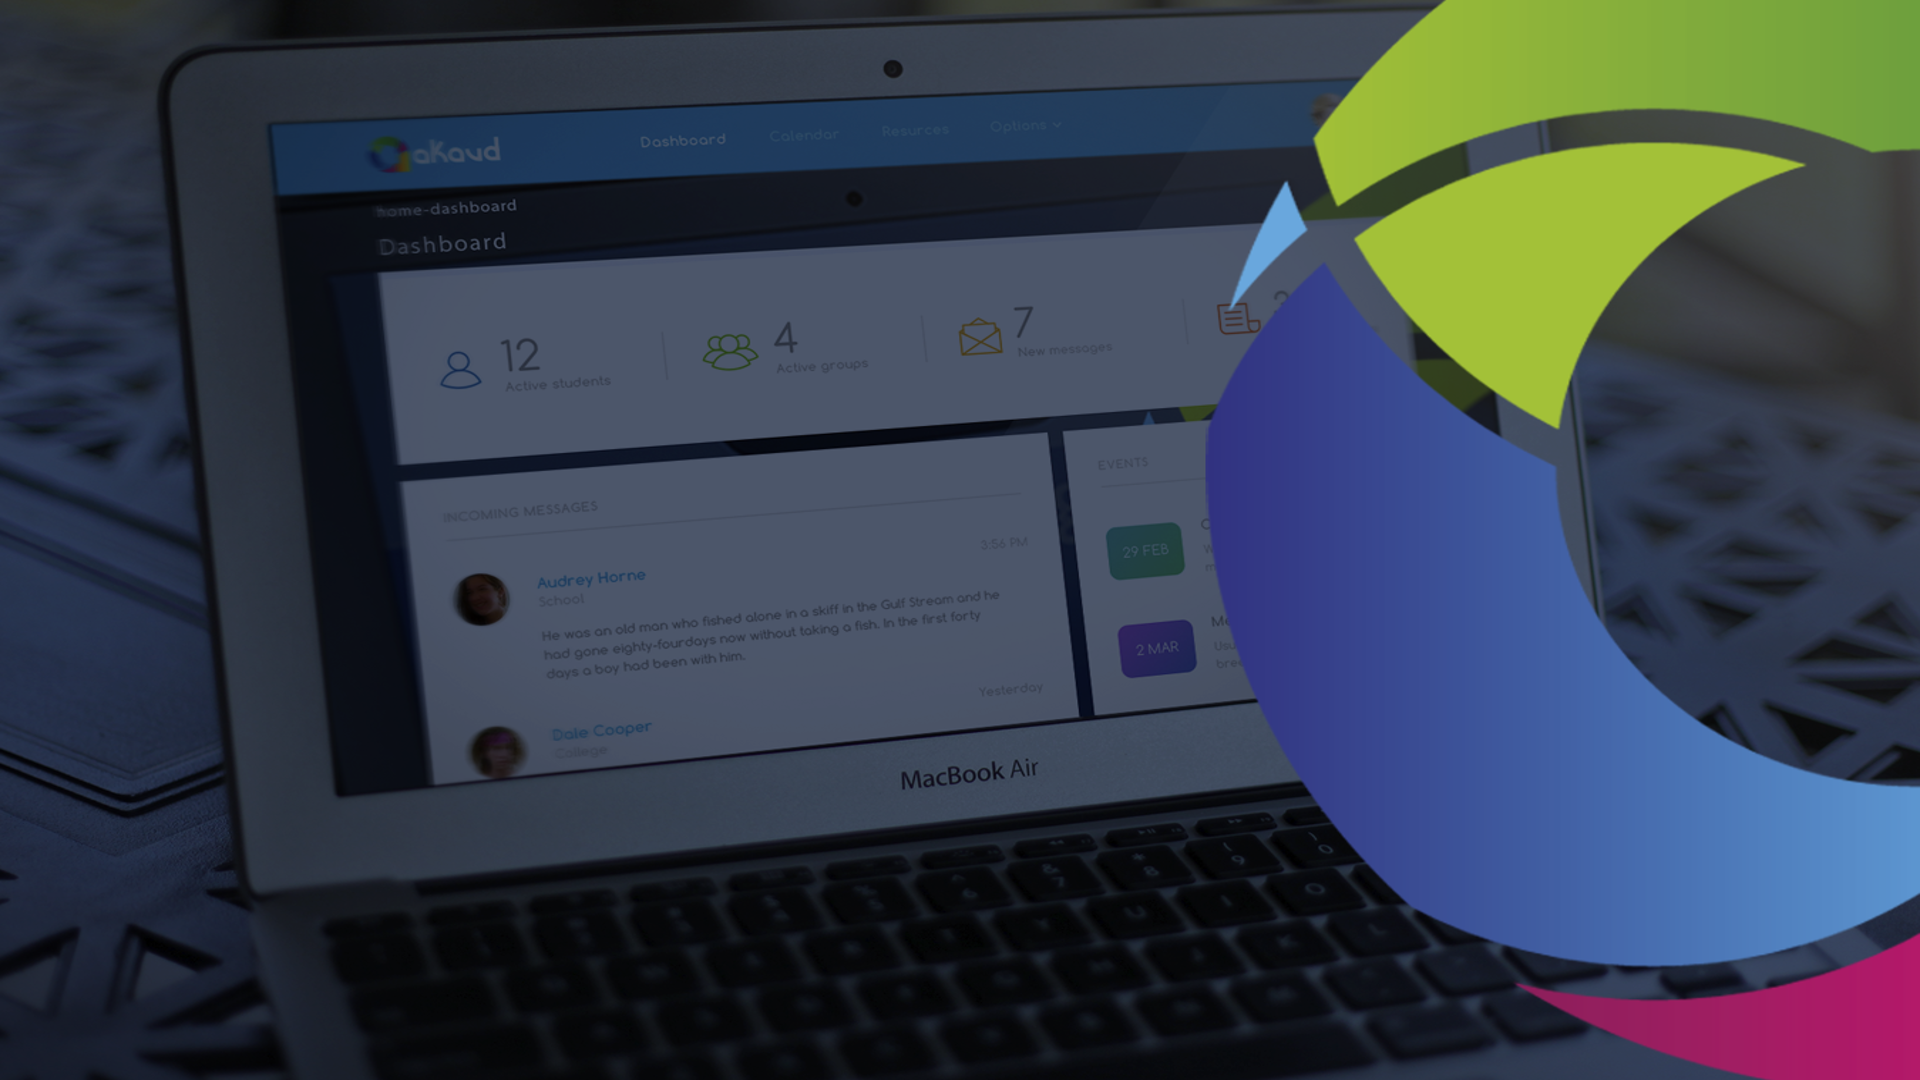 aKaud
Dashboard Calendar Resurces Options
home-dashboard
Dashboard
12
Active students
4
Active groups
7
New messages
INCOMING MESSAGES
3:56 PM
Audrey Horne
School
He was an old man who fished alone in a skiff in the Gulf Stream and he
had gone eighty-fourdays now without taking a fish. In the first forty
days a boy had been with him.
Yesterday
Dale Cooper
College
EVENTS
29 FEB
2 MAR
MacBook Air